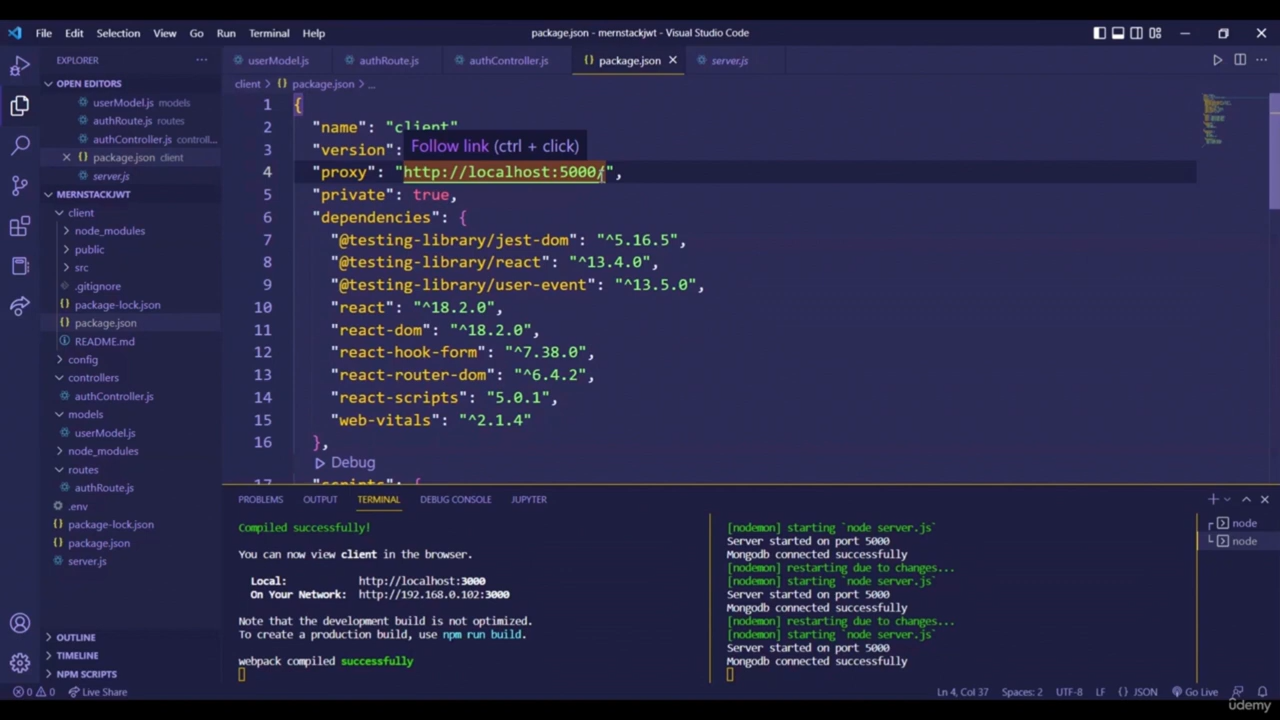 File Edit Selection View Go Run Terminal Help
package.json - mernstackjwt - Visual Studio Code
EXPLORER
OPEN EDITORS
userModel.js models
authRoute.js routes
authController.js controll...
package.json client
server.js
MERNSTACKJWT
client
node_modules
public
src
.gitignore
package-lock.json
package.json
README.md
config
controllers
authController.js
models
userModel.js
node_modules
routes
authRoute.js
.env
package-lock.json
package.json
server.js
OUTLINE
TIMELINE
NPM SCRIPTS
userModel.js authRoute.js authController.js package.json server.js
client > package.json > ...
1 {
2 "name": "client"
Follow link (ctrl + click)
3 "version":
4 "proxy": "http://localhost:5000/",
5 "private": true,
6 "dependencies": {
7 "@testing-library/jest-dom": "^5.16.5",
8 "@testing-library/react": "^13.4.0",
9 "@testing-library/user-event": "^13.5.0",
10 "react": "^18.2.0",
11 "react-dom": "^18.2.0",
12 "react-hook-form": "^7.38.0",
13 "react-router-dom": "^6.4.2",
14 "react-scripts": "5.0.1",
15 "web-vitals": "^2.1.4"
16 },
Debug
17 "scripts": {
PROBLEMS OUTPUT TERMINAL DEBUG CONSOLE JUPYTER
Compiled successfully!
You can now view client in the browser.
Local: http://localhost:3000
On Your Network: http://192.168.0.102:3000
Note that the development build is not optimized.
To create a production build, use npm run build.
webpack compiled successfully
[nodemon] starting `node server.js`
Server started on port 5000
Mongodb connected successfully
[nodemon] restarting due to changes...
[nodemon] starting `node server.js`
Server started on port 5000
Mongodb connected successfully
[nodemon] restarting due to changes...
[nodemon] starting `node server.js`
Server started on port 5000
Mongodb connected successfully
node
node
0 0 Live Share
Ln 4, Col 37 Spaces: 2 UTF-8 LF {} JSON Go Live
ûdemy